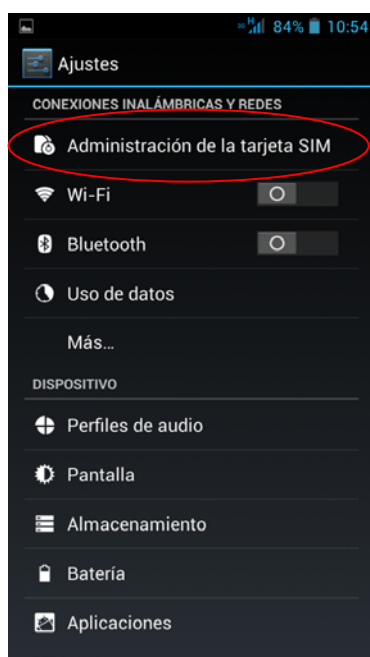 H 84% 10:54
Ajustes
CONEXIONES INALÁMBRICAS Y REDES
Administración de la tarjeta SIM
Wi-Fi
Bluetooth
Uso de datos
Más...
DISPOSITIVO
Perfiles de audio
Pantalla
Almacenamiento
Batería
Aplicaciones